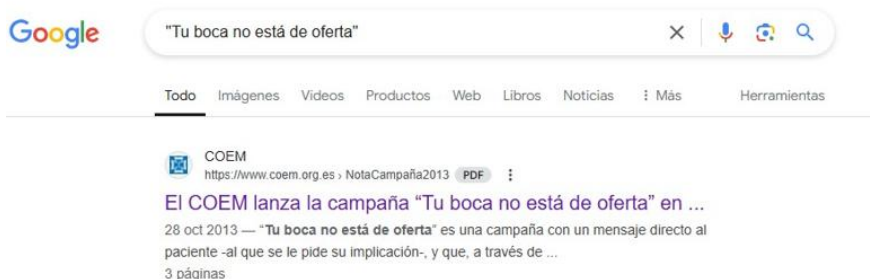 Google
"Tu boca no está de oferta"
Todo Imágenes Videos Productos Web Libros Noticias Más Herramientas
COEM
https://www.coem.org.es › NotaCampaña2013 PDF
El COEM lanza la campaña “Tu boca no está de oferta” en ...
28 oct 2013 — “Tu boca no está de oferta” es una campaña con un mensaje directo al
paciente -al que se le pide su implicación-, y que, a través de ...
3 páginas